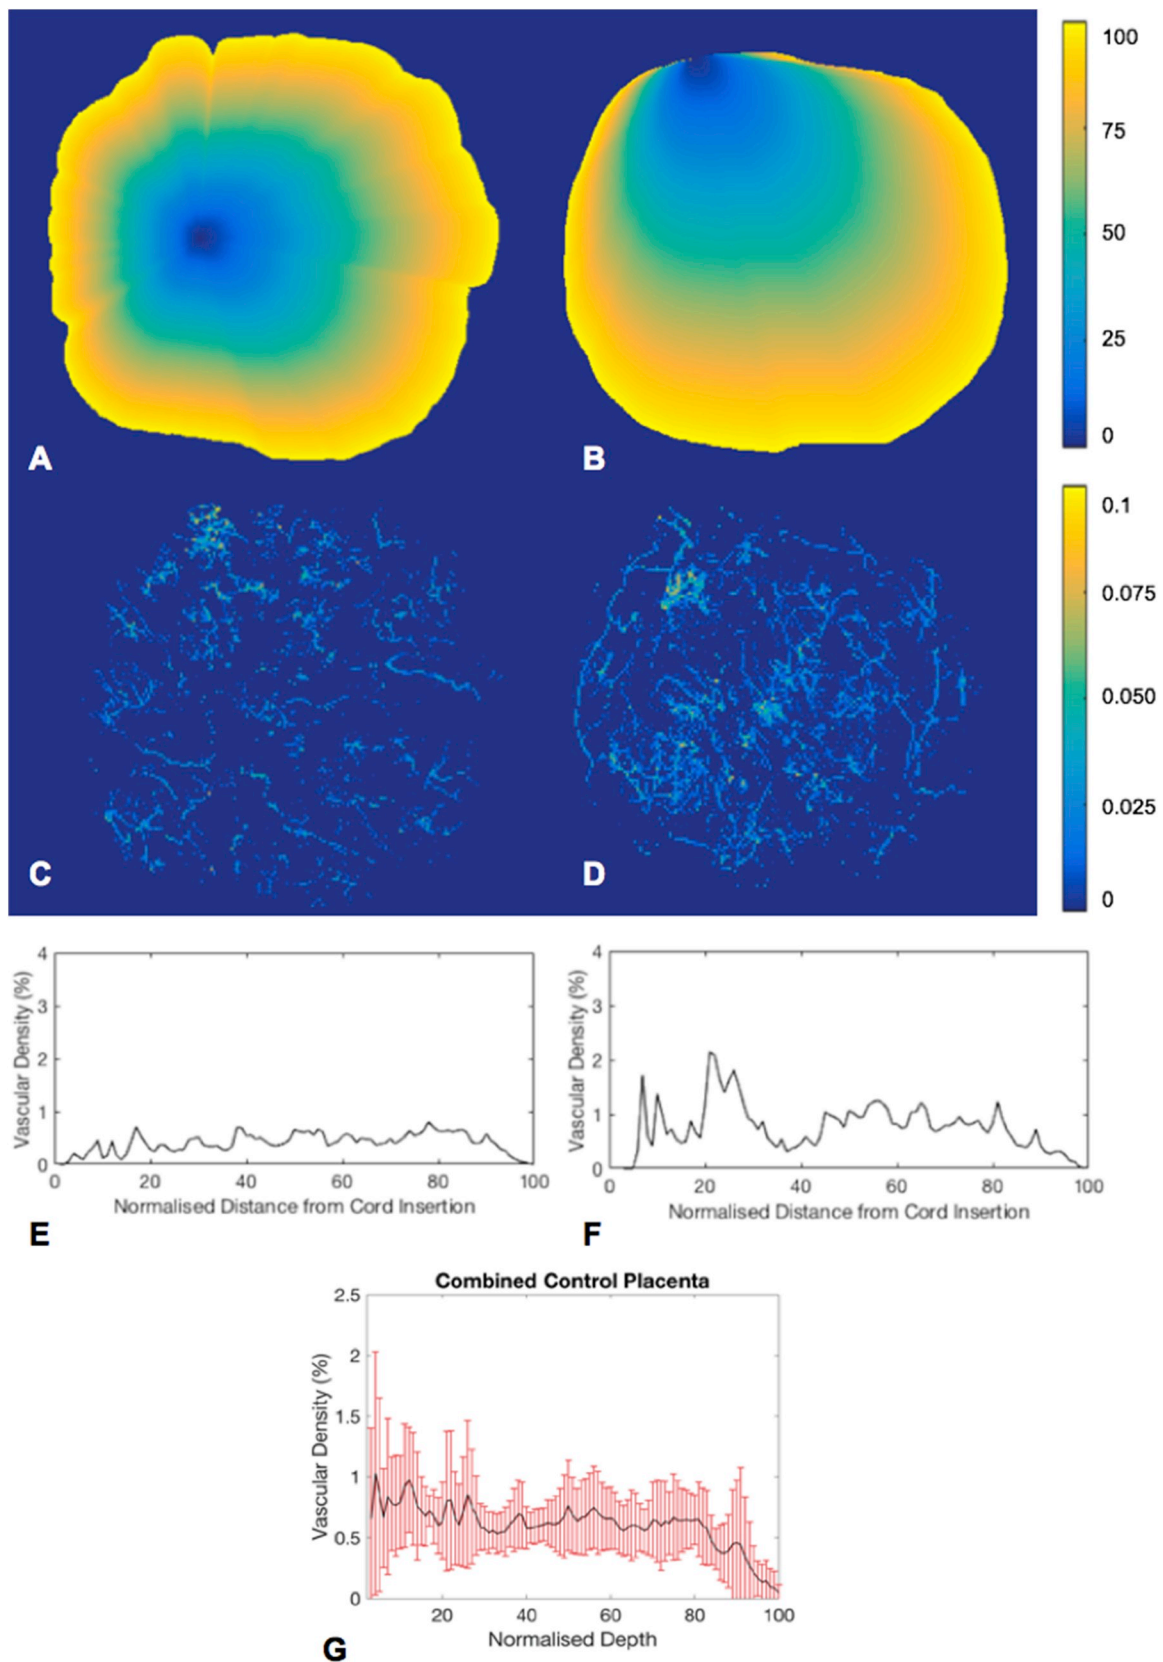 100
75
50
25
0
A
B
0.1
0.075
0.050
0.025
0
C
D
4
3
2
1
0
Vascular Density (%)
0 20 40 60 80 100
Normalised Distance from Cord Insertion
E
4
3
2
1
0
Vascular Density (%)
0 20 40 60 80 100
Normalised Distance from Cord Insertion
F
Combined Control Placenta
2.5
2
1.5
1
0.5
0
Vascular Density (%)
20 40 60 80 100
Normalised Depth
G